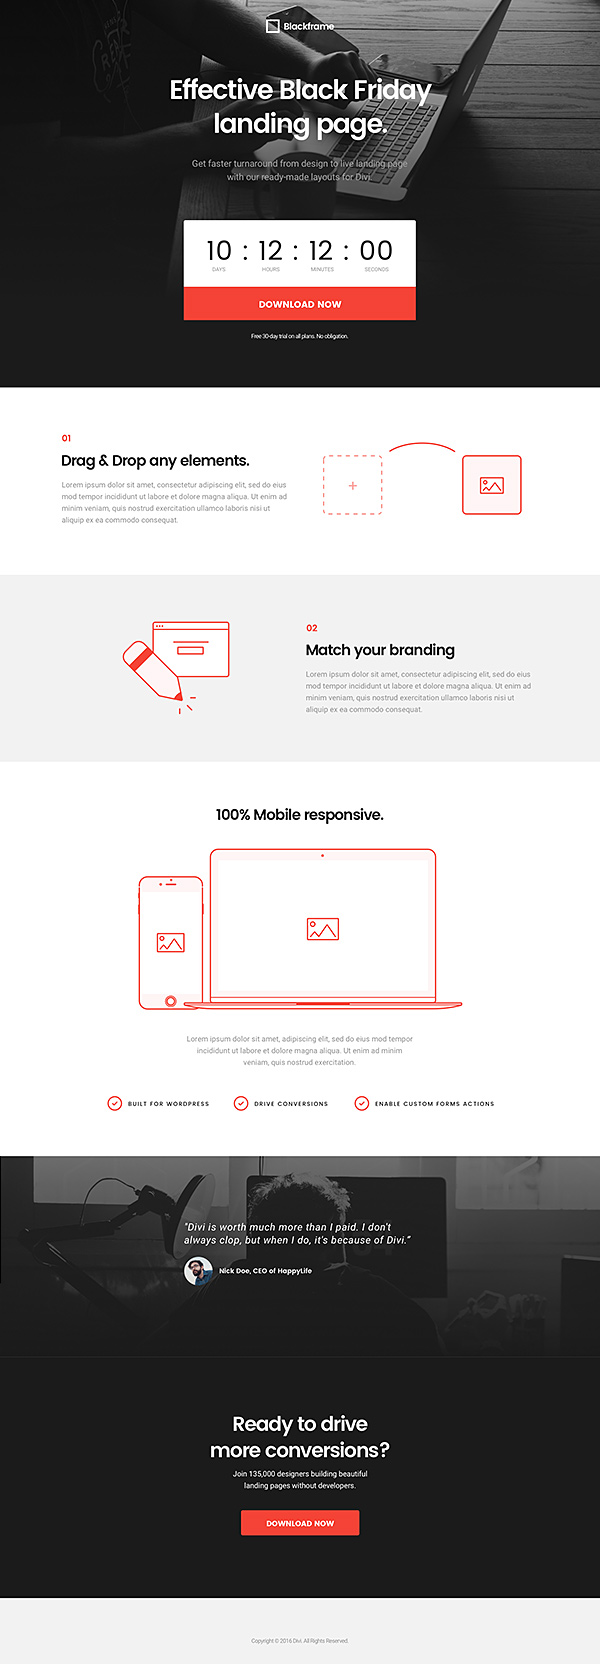 Blackframe
Effective Black Friday
landing page.
Get faster turnaround from design to live landing page
with our ready-made layouts for Divi.
10 : 12 : 12 : 00
DAYS HOURS MINUTES SECONDS
DOWNLOAD NOW
Free 30-day trial on all plans. No obligation.
01
Drag & Drop any elements.
Lorem ipsum dolor sit amet, consectetur adipiscing elit, sed do eius
mod tempor incididunt ut labore et dolore magna aliqua. Ut enim ad
minim veniam, quis nostrud exercitation ullamco laboris nisi ut
aliquip ex ea commodo consequat.
02
Match your branding
Lorem ipsum dolor sit amet, consectetur adipiscing elit, sed do eius
mod tempor incididunt ut labore et dolore magna aliqua. Ut enim ad
minim veniam, quis nostrud exercitation ullamco laboris nisi ut
aliquip ex ea commodo consequat.
100% Mobile responsive.
Lorem ipsum dolor sit amet, adipiscing elit, sed do eius mod tempor
incididunt ut labore et dolore magna aliqua. Ut enim ad minim
veniam, quis nostrud exercitation.
BUILT FOR WORDPRESS
DRIVE CONVERSIONS
ENABLE CUSTOM FORMS ACTIONS
"Divi is worth much more than I paid. I don't
always clop, but when I do, it's because of Divi."
Nick Doe, CEO of HappyLife
Ready to drive
more conversions?
Join 135,000 designers building beautiful
landing pages without developers.
DOWNLOAD NOW
Copyright © 2016 Divi. All Rights Reserved.